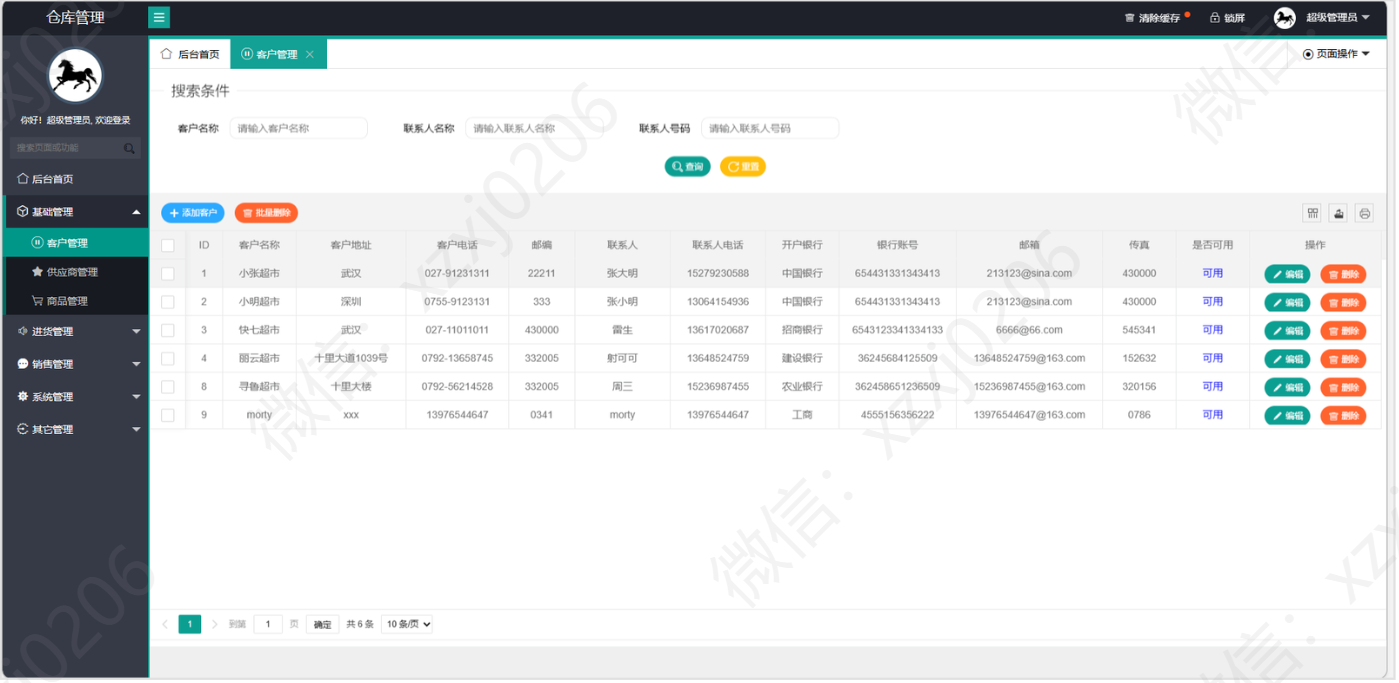 仓库管理
清除缓存 锁屏 超级管理员
后台首页 客户管理 页面操作
你好！超级管理员, 欢迎登录
搜索页面或功能
后台首页
基础管理
客户管理
供应商管理
商品管理
进货管理
销售管理
系统管理
其它管理
搜索条件
客户名称 请输入客户名称 联系人名称 请输入联系人名称 联系人号码 请输入联系人号码
查询 重置
添加客户 批量删除
ID 客户名称 客户地址 客户电话 邮编 联系人 联系人电话 开户银行 银行账号 邮箱 传真 是否可用 操作
1 小张超市 武汉 027-91231311 22211 张大明 15279230588 中国银行 654431331343413 213123@sina.com 430000 可用 编辑 删除
2 小明超市 深圳 0755-9123131 333 张小明 13064154936 中国银行 654431331343413 213123@sina.com 430000 可用 编辑 删除
3 快七超市 武汉 027-11011011 430000 雷生 13617020687 招商银行 6543123341334133 6666@66.com 545341 可用 编辑 删除
4 丽云超市 十里大道1039号 0792-13658745 332005 射可可 13648524759 建设银行 36245684125509 13648524759@163.com 152632 可用 编辑 删除
8 寻鲁超市 十里大楼 0792-56214528 332005 周三 15236987455 农业银行 362458651236509 15236987455@163.com 320156 可用 编辑 删除
9 morty xxx 13976544647 0341 morty 13976544647 工商 4555156356222 13976544647@163.com 0786 可用 编辑 删除
1 到第 1 页 确定 共 6 条 10 条/页
微信：xzxj0206